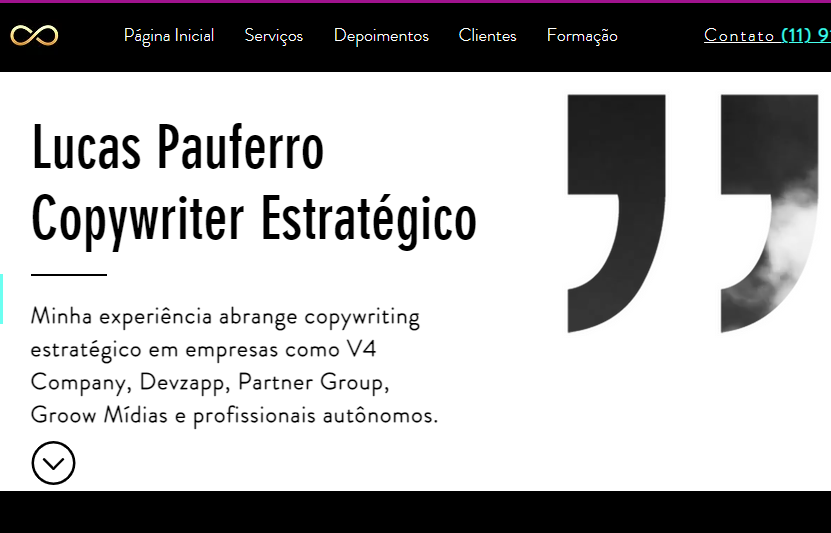 Página Inicial Serviços Depoimentos Clientes Formação Contato (11) 9
Lucas Pauferro
Copywriter Estratégico
Minha experiência abrange copywriting
estratégico em empresas como V4
Company, Devzapp, Partner Group,
Groow Mídias e profissionais autônomos.